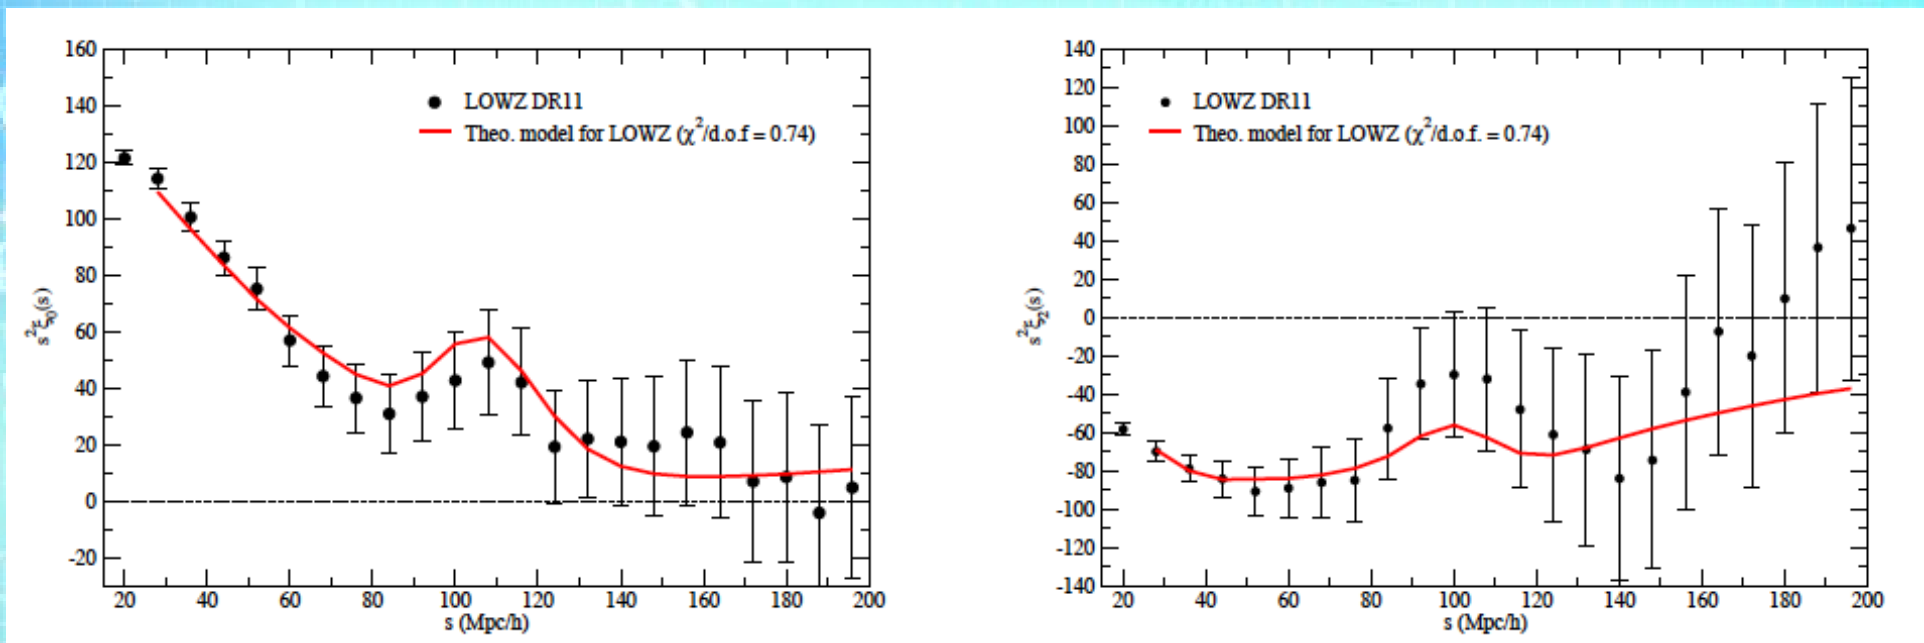 160
140
120
100
80
60
40
20
0
-20
s²ξ₀(s)
LOWZ DR11
Theo. model for LOWZ (χ²/d.o.f = 0.74)
20 40 60 80 100 120 140 160 180 200
s (Mpc/h)
140
120
100
80
60
40
20
0
-20
-40
-60
-80
-100
-120
-140
s²ξ₂(s)
LOWZ DR11
Theo. model for LOWZ (χ²/d.o.f. = 0.74)
20 40 60 80 100 120 140 160 180 200
s (Mpc/h)